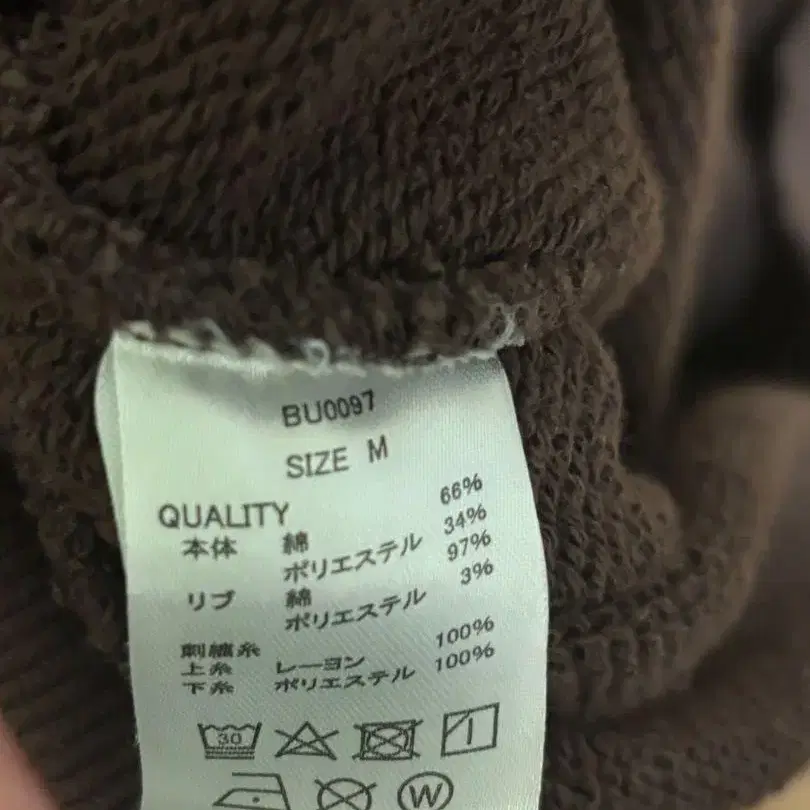 BU0097
SIZE M
QUALITY
本体 綿 66%
ポリエステル 34%
リブ 綿 97%
ポリエステル 3%
刺繍糸
上糸 レーヨン 100%
下糸 ポリエステル 100%
30
W